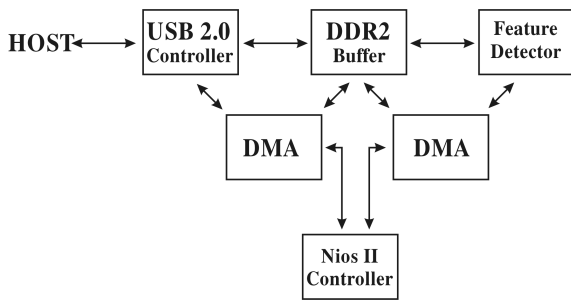 HOST
USB 2.0
Controller
DDR2
Buffer
Feature
Detector
DMA
DMA
Nios II
Controller